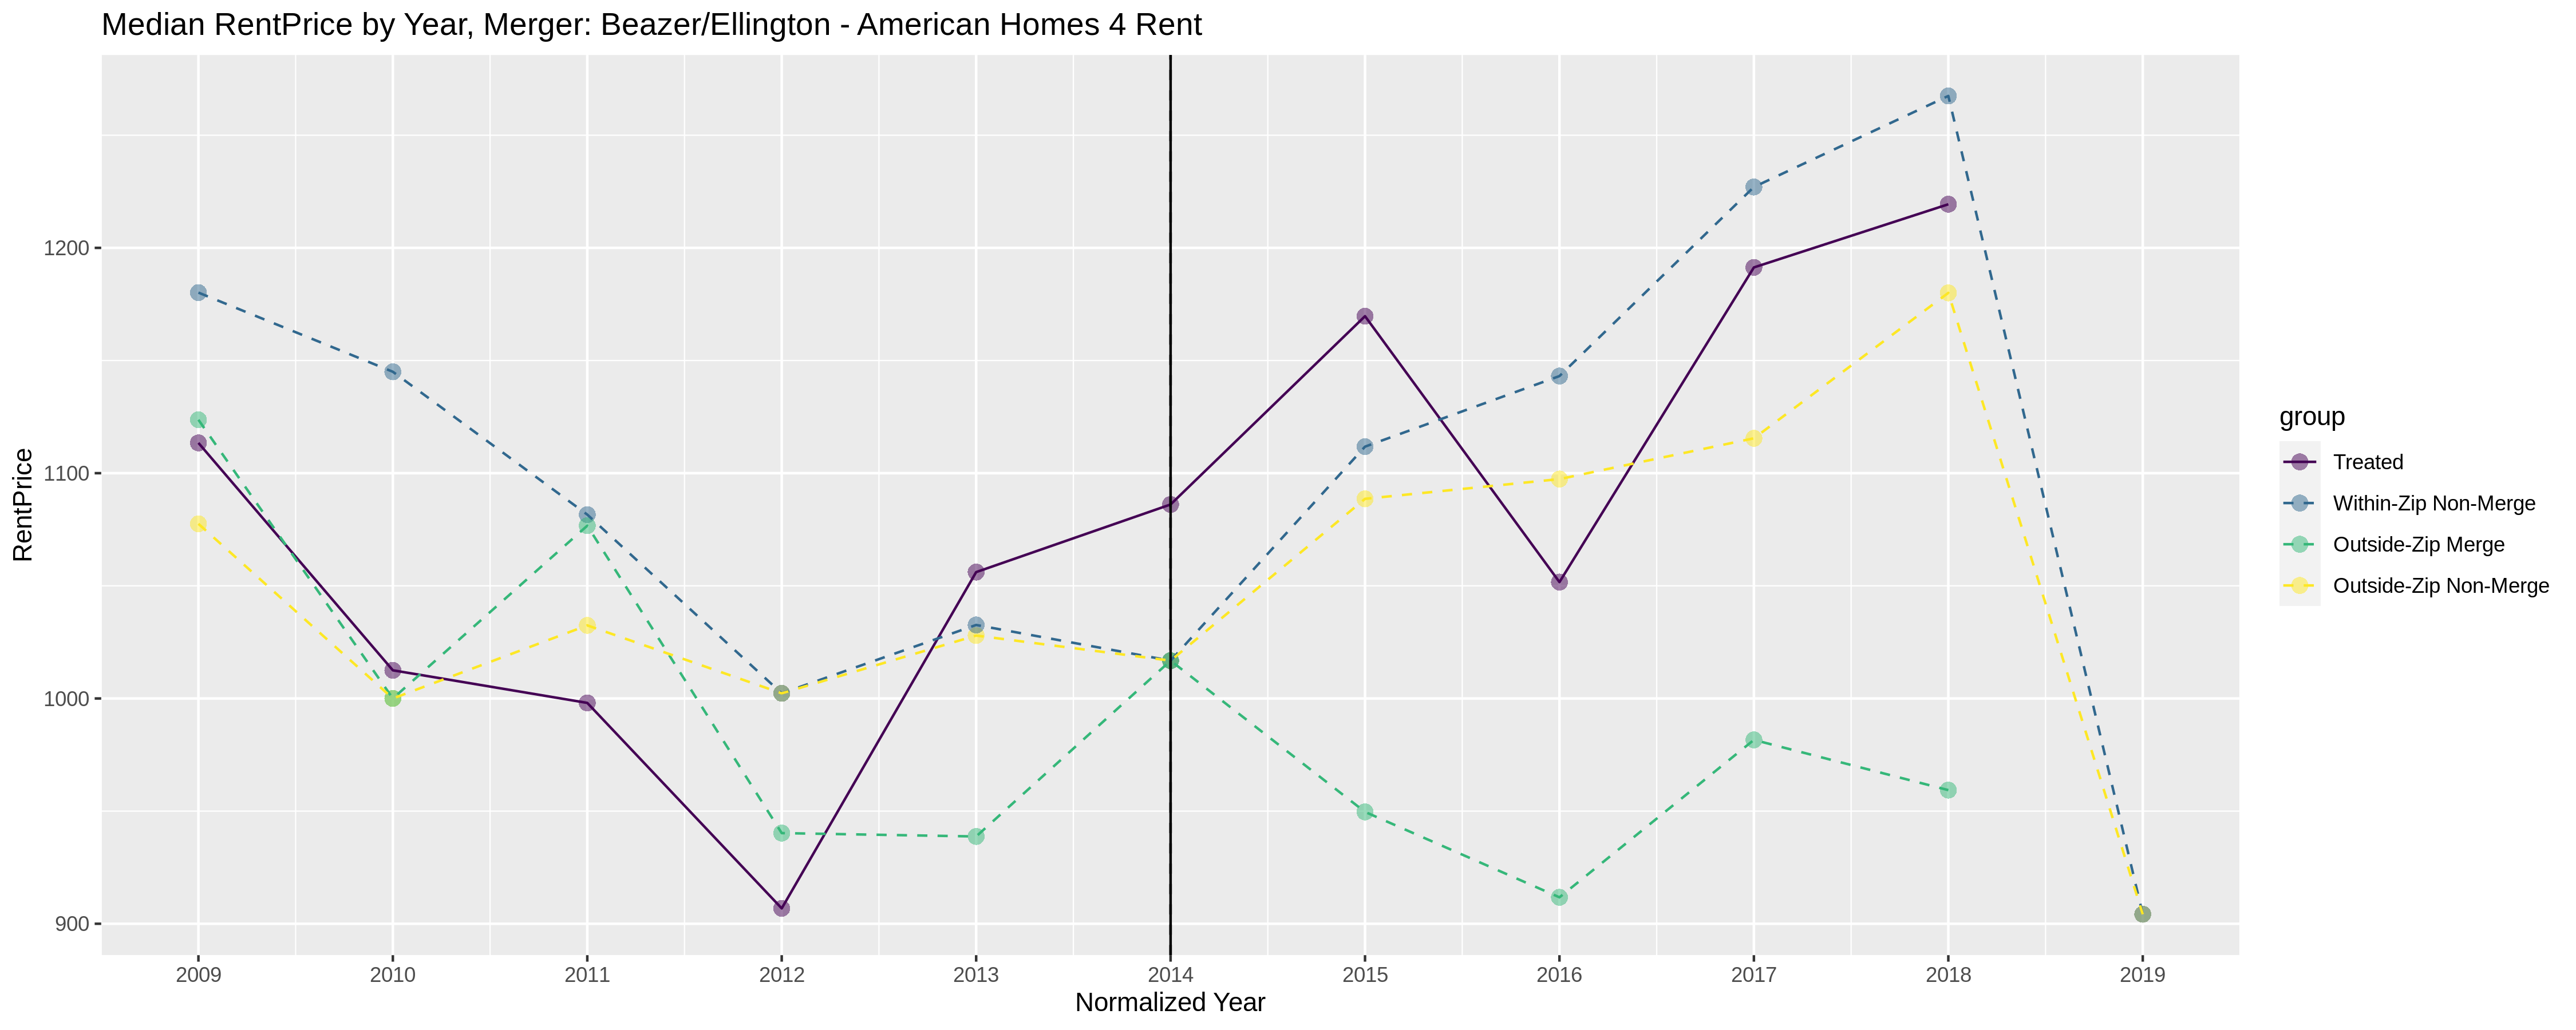 Median RentPrice by Year, Merger: Beazer/Ellington - American Homes 4 Rent
RentPrice
1200
1100
1000
900
2009 2010 2011 2012 2013 2014 2015 2016 2017 2018 2019
Normalized Year
group
Treated
Within-Zip Non-Merge
Outside-Zip Merge
Outside-Zip Non-Merge